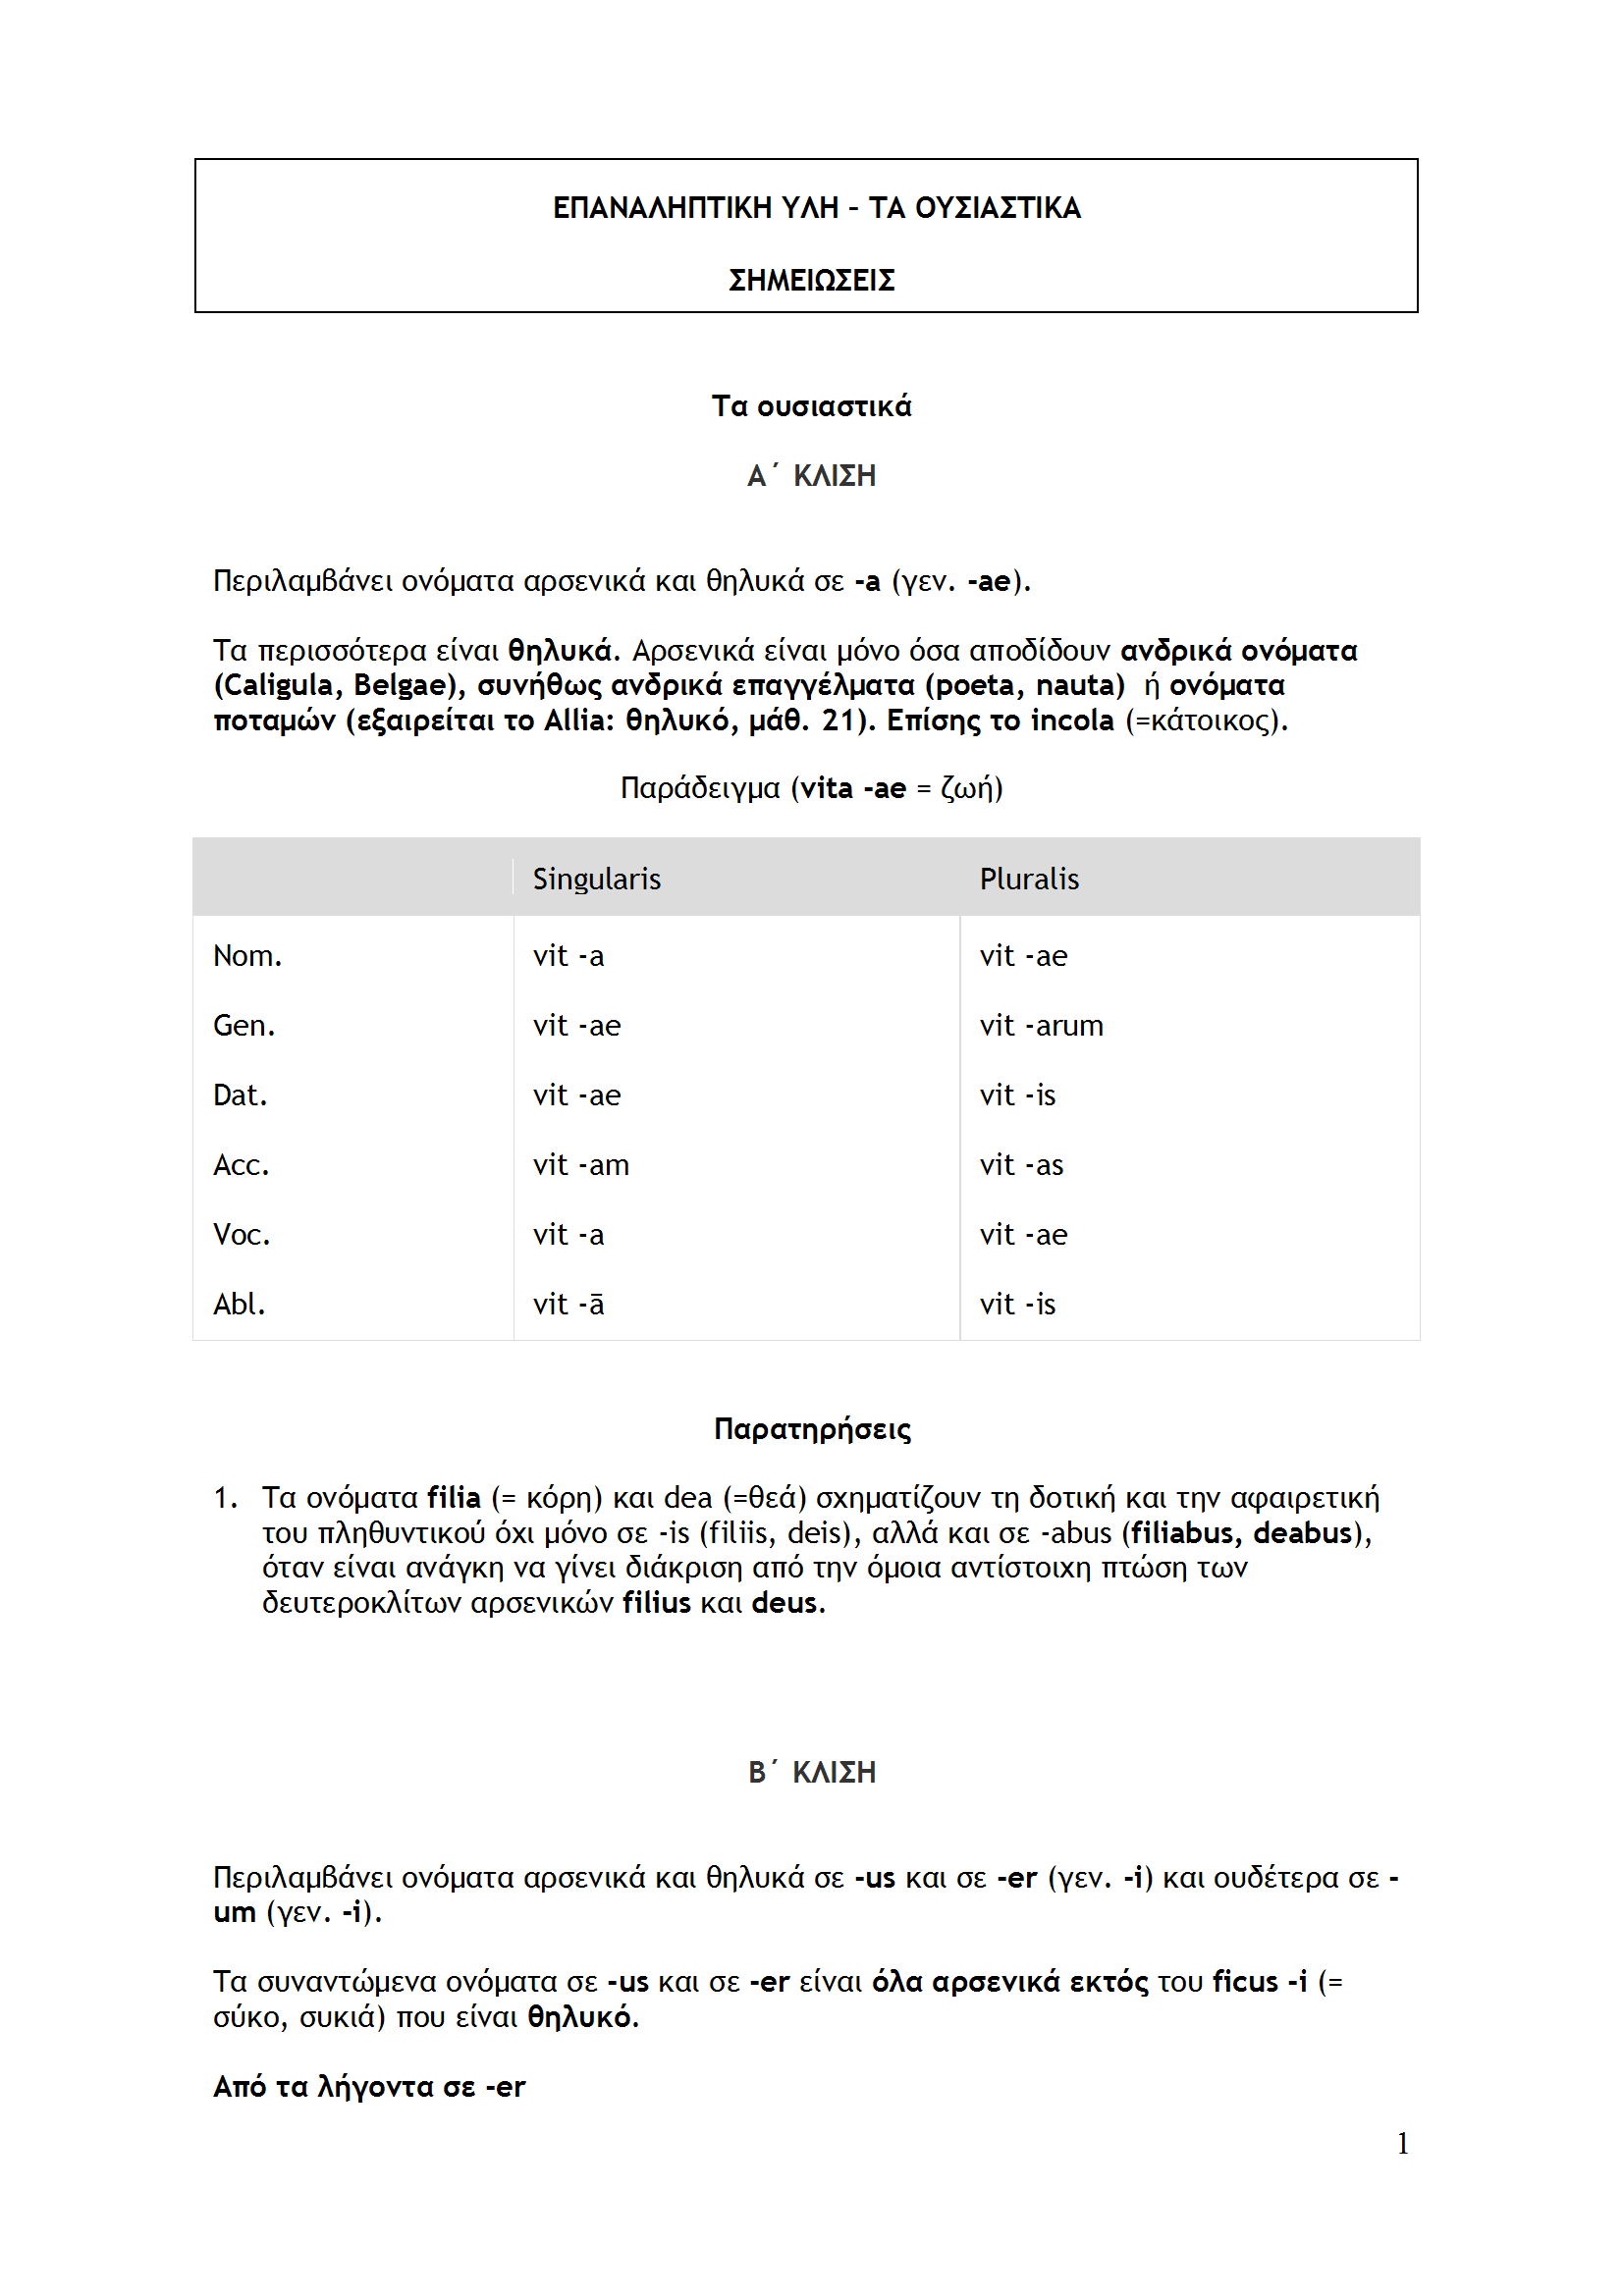 ΕΠΑΝΑΛΗΠΤΙΚΗ ΥΛΗ – ΤΑ ΟΥΣΙΑΣΤΙΚΑ
ΣΗΜΕΙΩΣΕΙΣ
Τα ουσιαστικά
Α΄ ΚΛΙΣΗ
Περιλαμβάνει ονόματα αρσενικά και θηλυκά σε -a (γεν. -ae).
Τα περισσότερα είναι θηλυκά. Αρσενικά είναι μόνο όσα αποδίδουν ανδρικά ονόματα
(Caligula, Belgae), συνήθως ανδρικά επαγγέλματα (poeta, nauta) ή ονόματα
ποταμών (εξαιρείται το Allia: θηλυκό, μάθ. 21). Επίσης το incola (=κάτοικος).
Παράδειγμα (vita -ae = ζωή)
Singularis Pluralis
Nom. vit -a vit -ae
Gen. vit -ae vit -arum
Dat. vit -ae vit -is
Acc. vit -am vit -as
Voc. vit -a vit -ae
Abl. vit -ā vit -is
Παρατηρήσεις
1. Τα ονόματα filia (= κόρη) και dea (=θεά) σχηματίζουν τη δοτική και την αφαιρετική
του πληθυντικού όχι μόνο σε -is (filiis, deis), αλλά και σε -abus (filiabus, deabus),
όταν είναι ανάγκη να γίνει διάκριση από την όμοια αντίστοιχη πτώση των
δευτεροκλίτων αρσενικών filius και deus.
Β΄ ΚΛΙΣΗ
Περιλαμβάνει ονόματα αρσενικά και θηλυκά σε -us και σε -er (γεν. -i) και ουδέτερα σε -
um (γεν. -i).
Τα συναντώμενα ονόματα σε -us και σε -er είναι όλα αρσενικά εκτός του ficus -i (=
σύκο, συκιά) που είναι θηλυκό.
Από τα λήγοντα σε -er
1